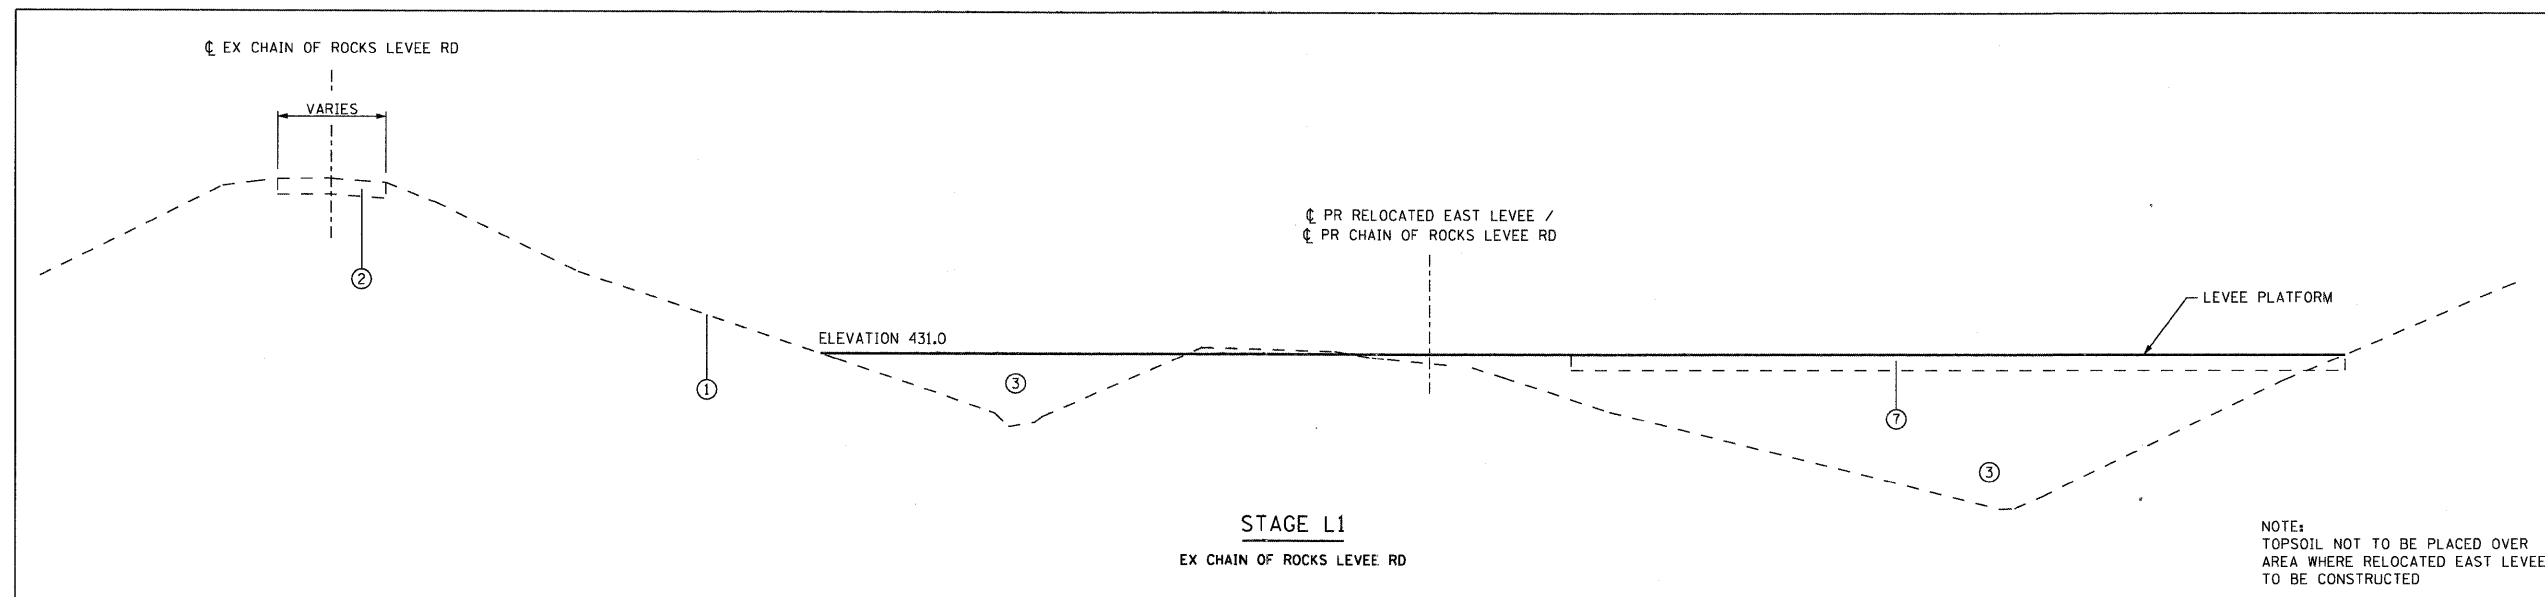 ℄ EX CHAIN OF ROCKS LEVEE RD
VARIES
2
℄ PR RELOCATED EAST LEVEE /
℄ PR CHAIN OF ROCKS LEVEE RD
LEVEE PLATFORM
ELEVATION 431.0
1
3
7
3
STAGE L1
EX CHAIN OF ROCKS LEVEE RD
NOTE:
TOPSOIL NOT TO BE PLACED OVER
AREA WHERE RELOCATED EAST LEVEE
TO BE CONSTRUCTED